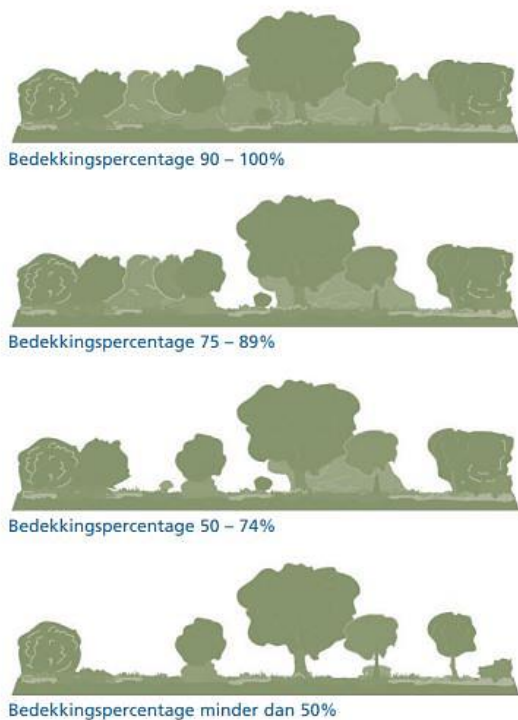 Bedekkingspercentage 90 – 100%
Bedekkingspercentage 75 – 89%
Bedekkingspercentage 50 – 74%
Bedekkingspercentage minder dan 50%